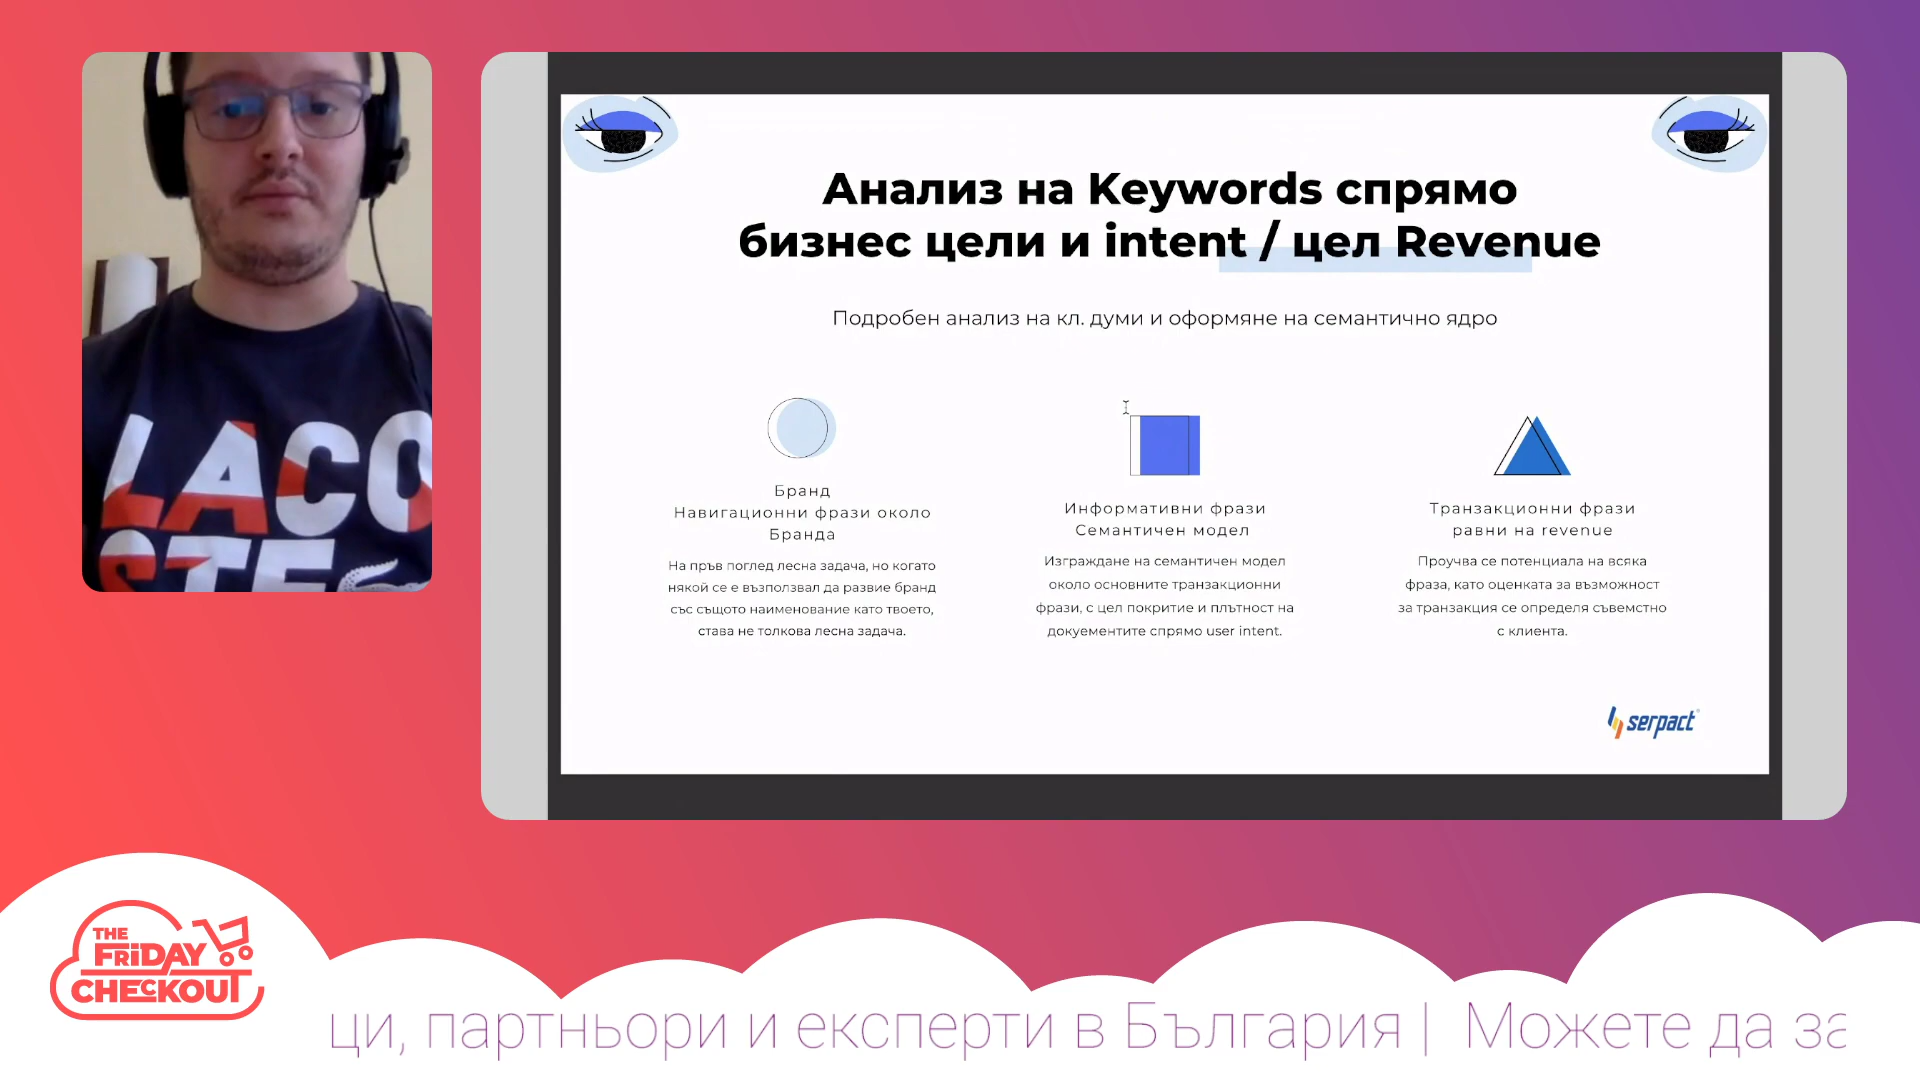 LACO
STE
Анализ на Keywords спрямо
бизнес цели и intent / цел Revenue
Подробен анализ на кл. думи и оформяне на семантично ядро
Бранд
Навигационни фрази около
Бранда
На пръв поглед лесна задача, но когато
някой се е възползвал да развие бранд
със същото наименование като твоето,
става не толкова лесна задача.
Информативни фрази
Семантичен модел
Изграждане на семантичен модел
около основните транзакционни
фрази, с цел покритие и плътност на
докуементите спрямо user intent.
Транзакционни фрази
равни на revenue
Проучва се потенциала на всяка
фраза, като оценката за възможност
за транзакция се определя съвемстно
с клиента.
serpact
THE
FRiDAY
CHECKOUT
ци, партньори и експерти в България | Можете да за